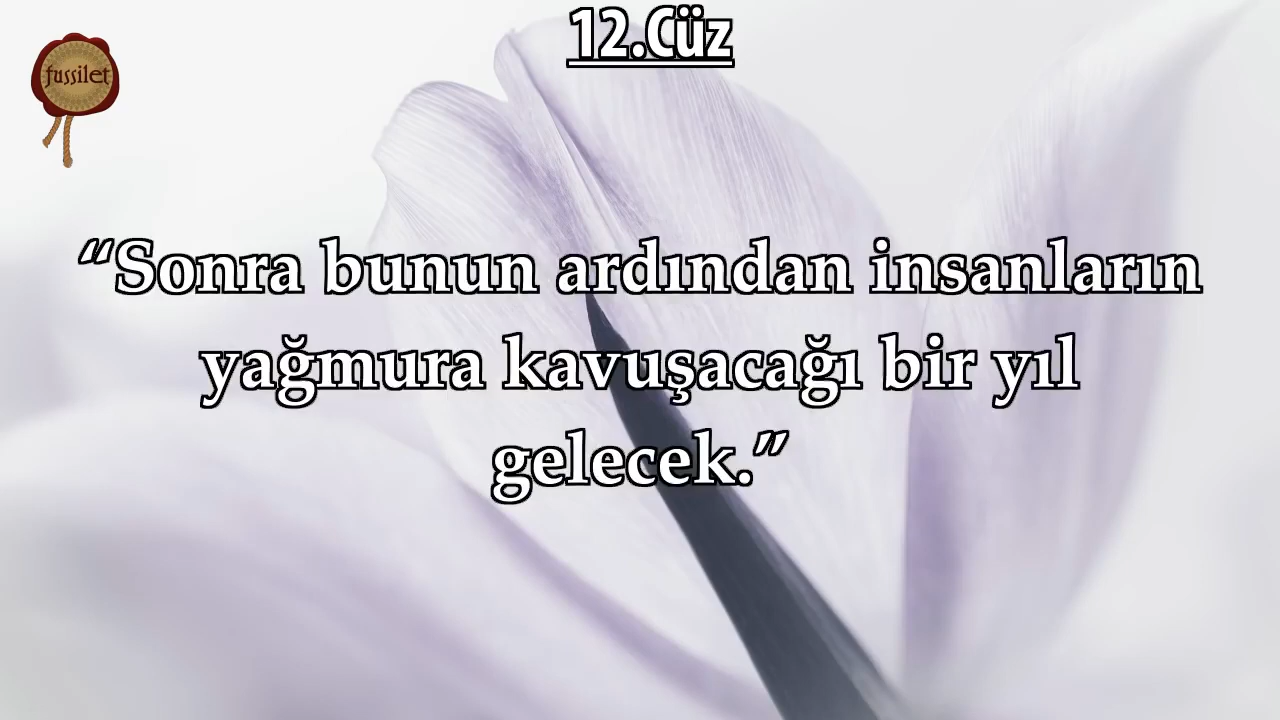 12.Cüz
fussilet
“Sonra bunun ardından insanların
yağmura kavuşacağı bir yıl
gelecek.”